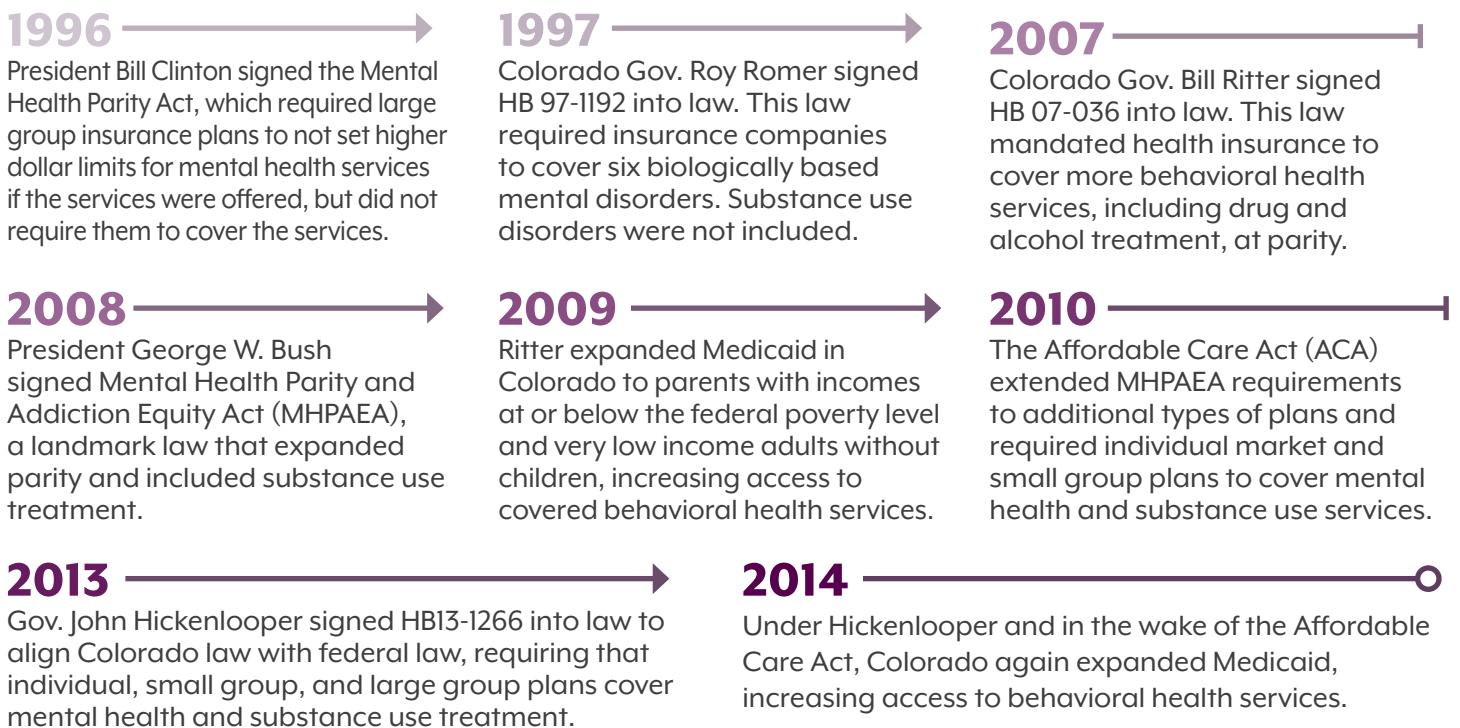 1996
President Bill Clinton signed the Mental
Health Parity Act, which required large
group insurance plans to not set higher
dollar limits for mental health services
if the services were offered, but did not
require them to cover the services.
1997
Colorado Gov. Roy Romer signed
HB 97-1192 into law. This law
required insurance companies
to cover six biologically based
mental disorders. Substance use
disorders were not included.
2007
Colorado Gov. Bill Ritter signed
HB 07-036 into law. This law
mandated health insurance to
cover more behavioral health
services, including drug and
alcohol treatment, at parity.
2008
President George W. Bush
signed Mental Health Parity and
Addiction Equity Act (MHPAEA),
a landmark law that expanded
parity and included substance use
treatment.
2009
Ritter expanded Medicaid in
Colorado to parents with incomes
at or below the federal poverty level
and very low income adults without
children, increasing access to
covered behavioral health services.
2010
The Affordable Care Act (ACA)
extended MHPAEA requirements
to additional types of plans and
required individual market and
small group plans to cover mental
health and substance use services.
2013
Gov. John Hickenlooper signed HB13-1266 into law to
align Colorado law with federal law, requiring that
individual, small group, and large group plans cover
mental health and substance use treatment.
2014
Under Hickenlooper and in the wake of the Affordable
Care Act, Colorado again expanded Medicaid,
increasing access to behavioral health services.